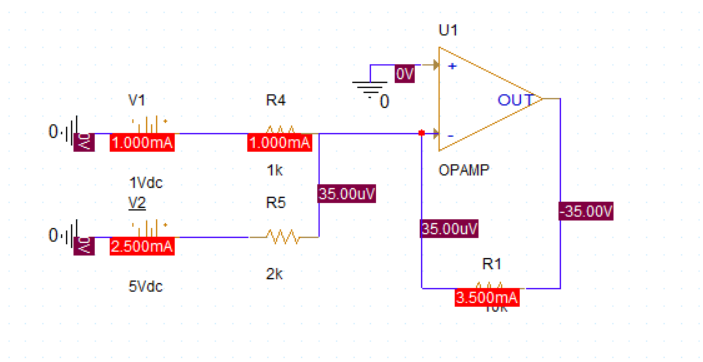 U1
+
0V
0
OUT
-
OPAMP
V1
R4
0
0V
1.000mA
1.000mA
1Vdc
1k
35.00uV
V2
R5
0
0V
2.500mA
5Vdc
2k
35.00uV
-35.00V
R1
3.500mA
10k